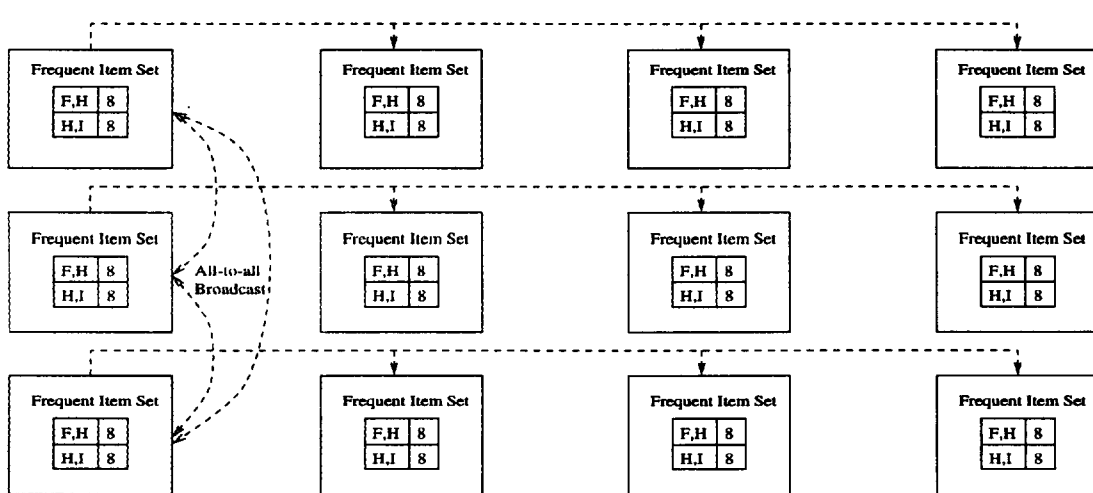 Frequent Item Set Frequent Item Set Frequent Item Set Frequent Item Set
F,H 8 F,H 8 F,H 8 F,H 8
H,I 8 H,I 8 H,I 8 H,I 8
Frequent Item Set Frequent Item Set Frequent Item Set Frequent Item Set
F,H 8 F,H 8 F,H 8 F,H 8
H,I 8 H,I 8 H,I 8 H,I 8
All-to-all
Broadcast
Frequent Item Set Frequent Item Set Frequent Item Set Frequent Item Set
F,H 8 F,H 8 F,H 8 F,H 8
H,I 8 H,I 8 H,I 8 H,I 8